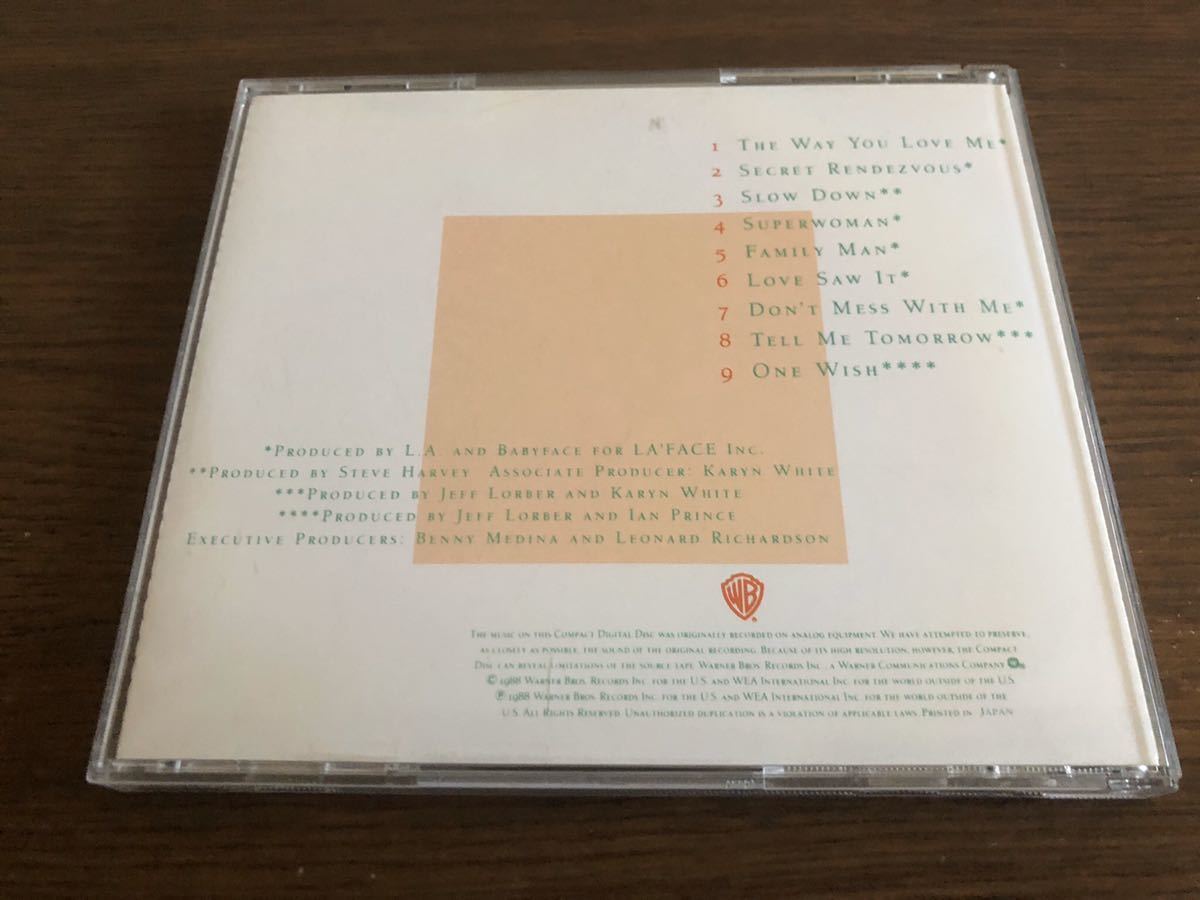 1 The Way You Love Me*
2 Secret Rendezvous*
3 Slow Down**
4 Superwoman*
5 Family Man*
6 Love Saw It*
7 Don't Mess With Me*
8 Tell Me Tomorrow***
9 One Wish****
*Produced by L.A. and Babyface for LA'FACE Inc.
**Produced by Steve Harvey Associate Producer: Karyn White
***Produced by Jeff Lorber and Karyn White
****Produced by Jeff Lorber and Ian Prince
Executive Producers: Benny Medina and Leonard Richardson
WB
The music on this Compact Digital Disc was originally recorded on analog equipment. We have attempted to preserve,
as closely as possible, the sound of the original recording. Because of its high resolution, however, the Compact
Disc can reveal limitations of the source tape. Warner Bros. Records Inc., a Warner Communications Company
© 1988 Warner Bros. Records Inc. for the U.S. and WEA International Inc. for the world outside of the U.S.
℗ 1988 Warner Bros. Records Inc. for the U.S. and WEA International Inc. for the world outside of the
U.S. All Rights Reserved. Unauthorized duplication is a violation of applicable laws. Printed in Japan